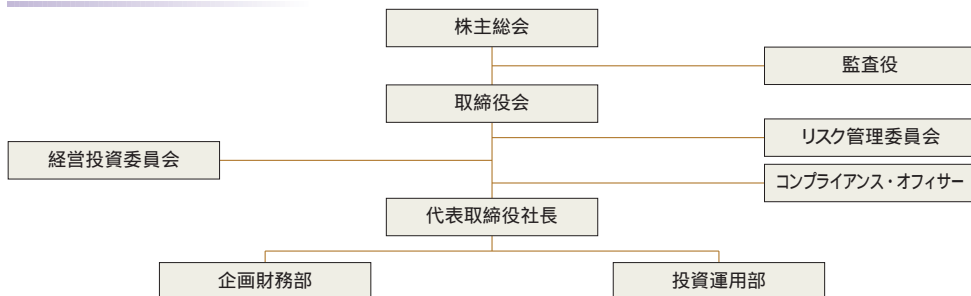 株主総会
監査役
取締役会
リスク管理委員会
経営投資委員会
コンプライアンス・オフィサー
代表取締役社長
企画財務部
投資運用部